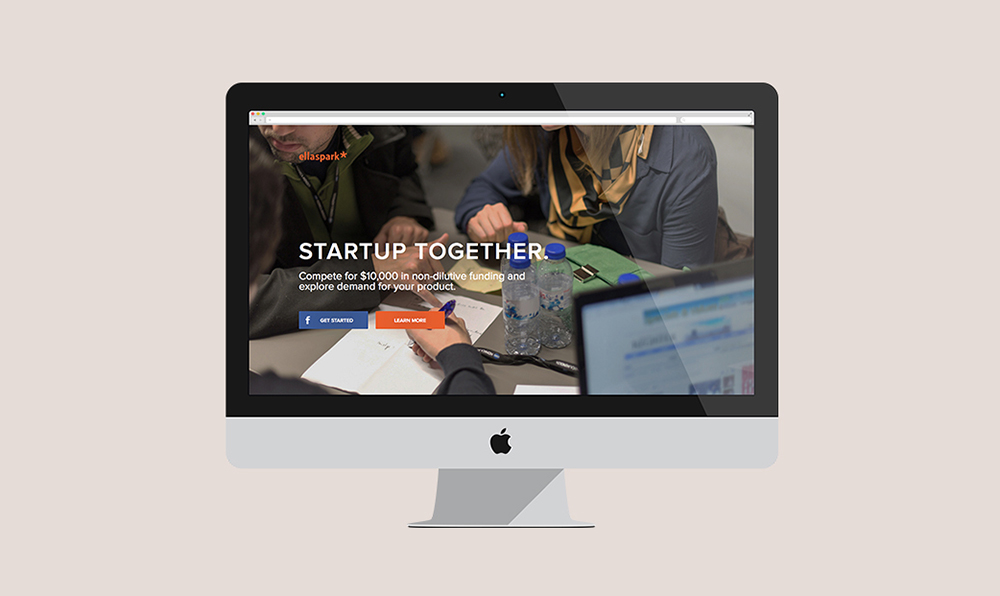 ellaspark*
STARTUP TOGETHER.
Compete for $10,000 in non-dilutive funding and
explore demand for your product.
f GET STARTED
LEARN MORE